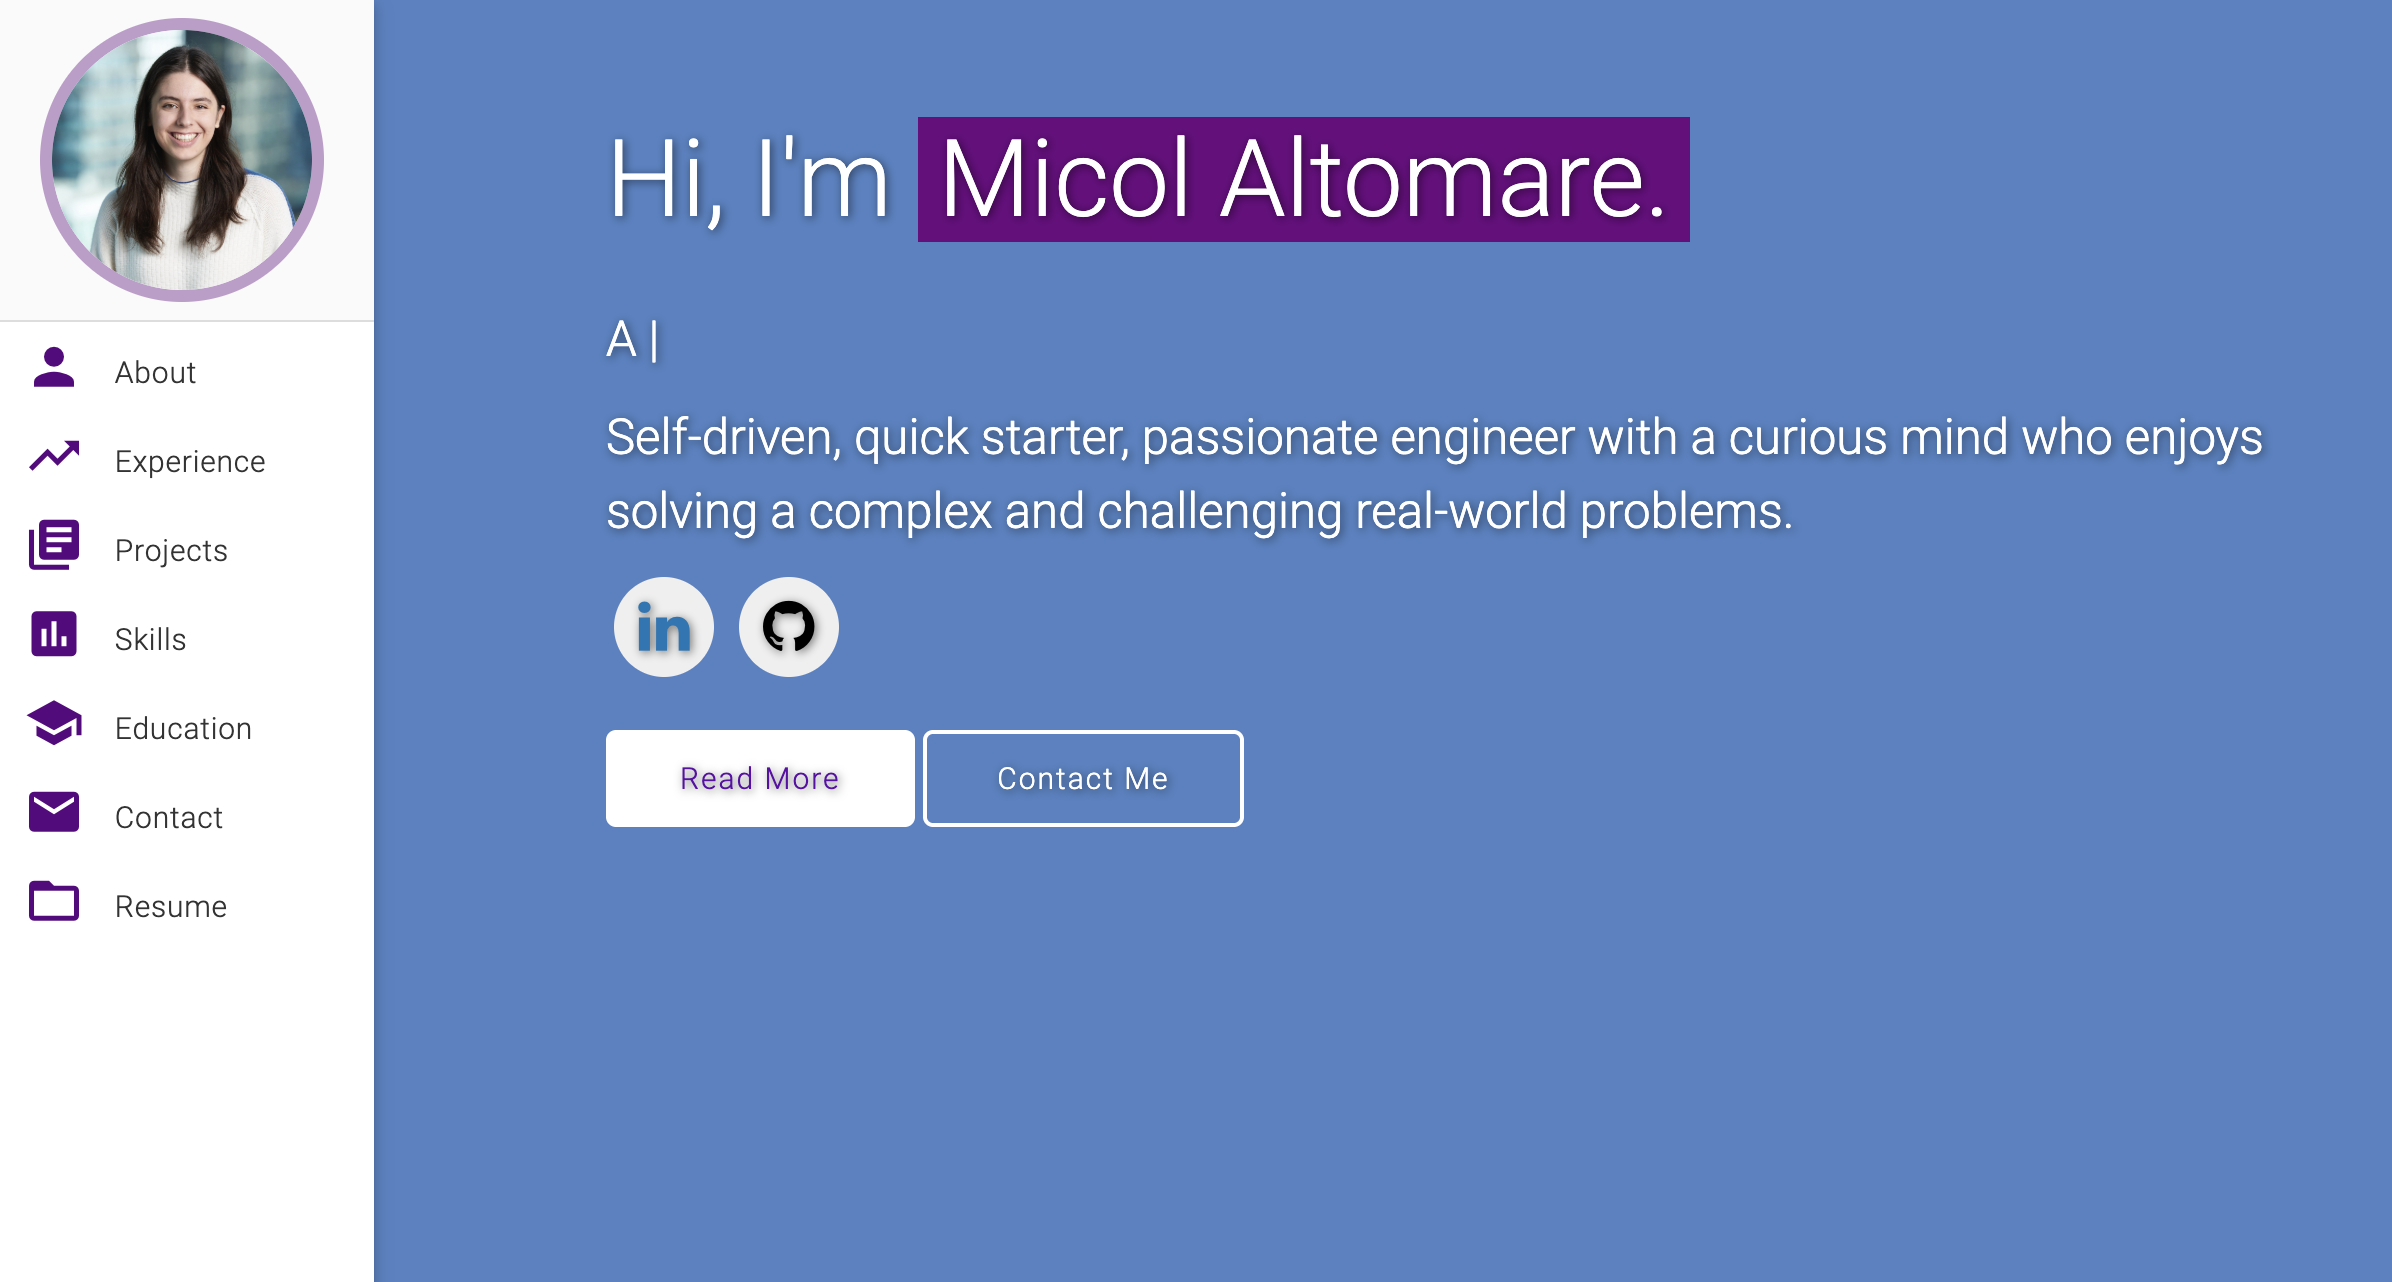 About
Experience
Projects
Skills
Education
Contact
Resume
Hi, I'm Micol Altomare.
A |
Self-driven, quick starter, passionate engineer with a curious mind who enjoys
solving a complex and challenging real-world problems.
in
Read More
Contact Me